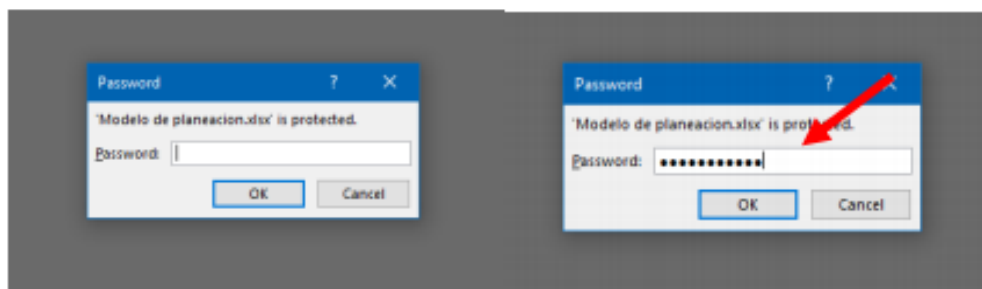 Password ? ×
'Modelo de planeacion.xlsx' is protected.
Password:
OK Cancel
Password ?
'Modelo de planeacion.xlsx' is protected.
Password: •••••••••••
OK Cancel